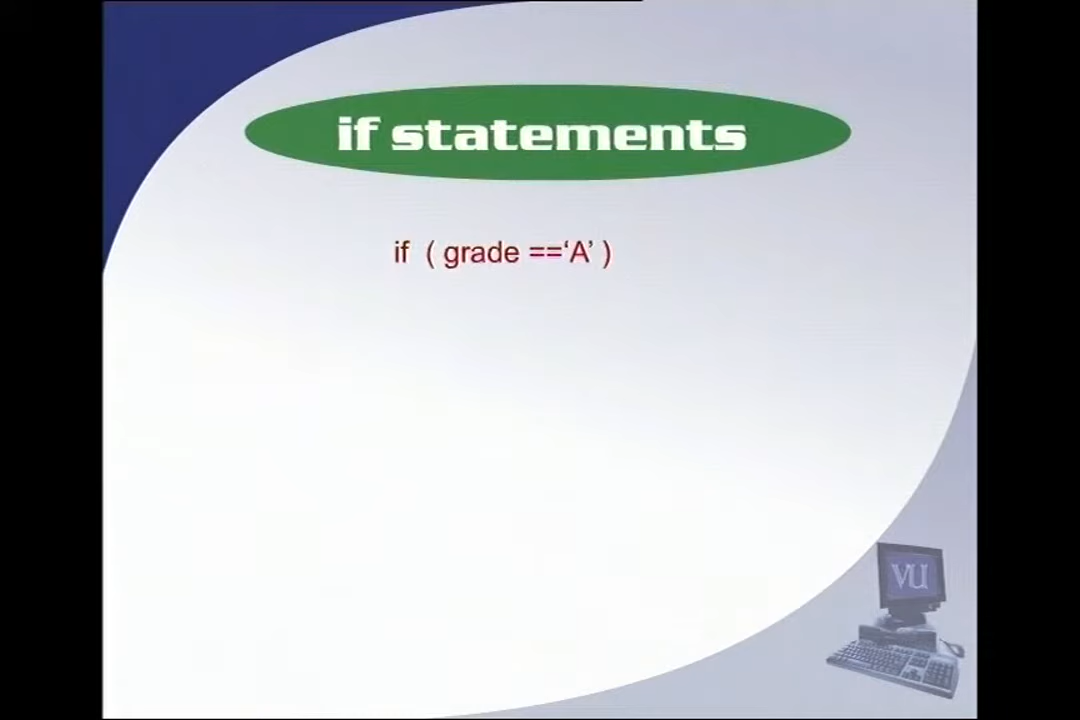 if statements
if ( grade ==‘A’ )
VU